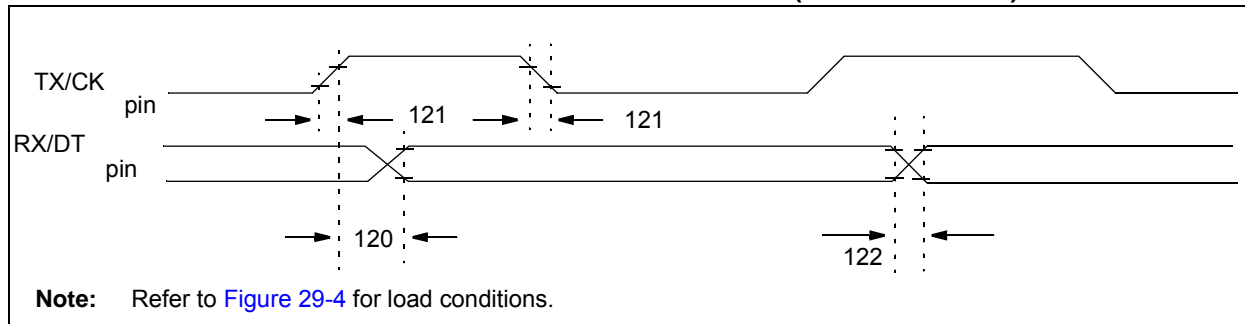 TX/CK
pin
121
121
RX/DT
pin
120
122
Note: Refer to Figure 29-4 for load conditions.